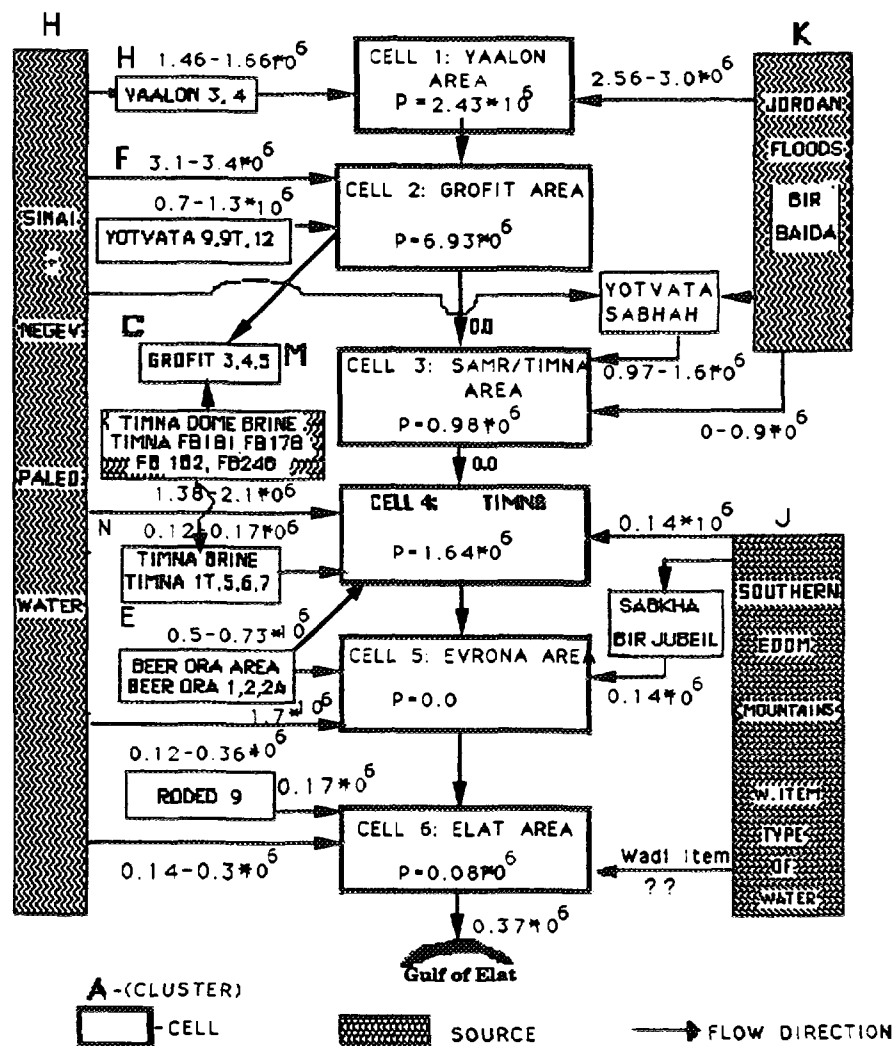 H
K
H 1.46-1.66*10^6
CELL 1: YAALON
AREA
P=2.43*10^6
2.56-3.0*10^6
YAALON 3,4
JORDAN
FLOODS
BIR
BAIDA
F 3.1-3.4*10^6
CELL 2: GROFIT AREA
P=6.93*10^6
0.7-1.3*10^6
YOTVATA 9,9T,12
SINAI
NEGEV
PALEO
WATER
YOTVATA
SABHAH
0.0
C
GROFIT 3,4,5
M
CELL 3: SAMR/TIMNA
AREA
P=0.98*10^6
0.97-1.6*10^6
0-0.9*10^6
TIMNA DOME BRINE
TIMNA FB1B1 FB17B
FB 1B2, FB24B
0.0
1.38-2.1*10^6
CELL 4: TIMNS
P=1.64*10^6
0.14*10^6
J
N 0.12-0.17*10^6
TIMNA BRINE
TIMNA 1T,5,6,7
SOUTHERN
EDOM
MOUNTAINS
W.ITEM
TYPE
OF
WATER
SABKHA
BIR JUBEIL
0.14*10^6
E
0.5-0.73*10^6
BEER ORA AREA
BEER ORA 1,2,2A
CELL 5: EVRONA AREA
P=0.0
1.7*10^6
0.12-0.36*10^6
RODED 9
0.17*10^6
CELL 6: ELAT AREA
P=0.08*10^6
Wadi Item
??
0.14-0.3*10^6
0.37*10^6
Gulf of Elat
A-(CLUSTER)
-CELL
SOURCE
FLOW DIRECTION